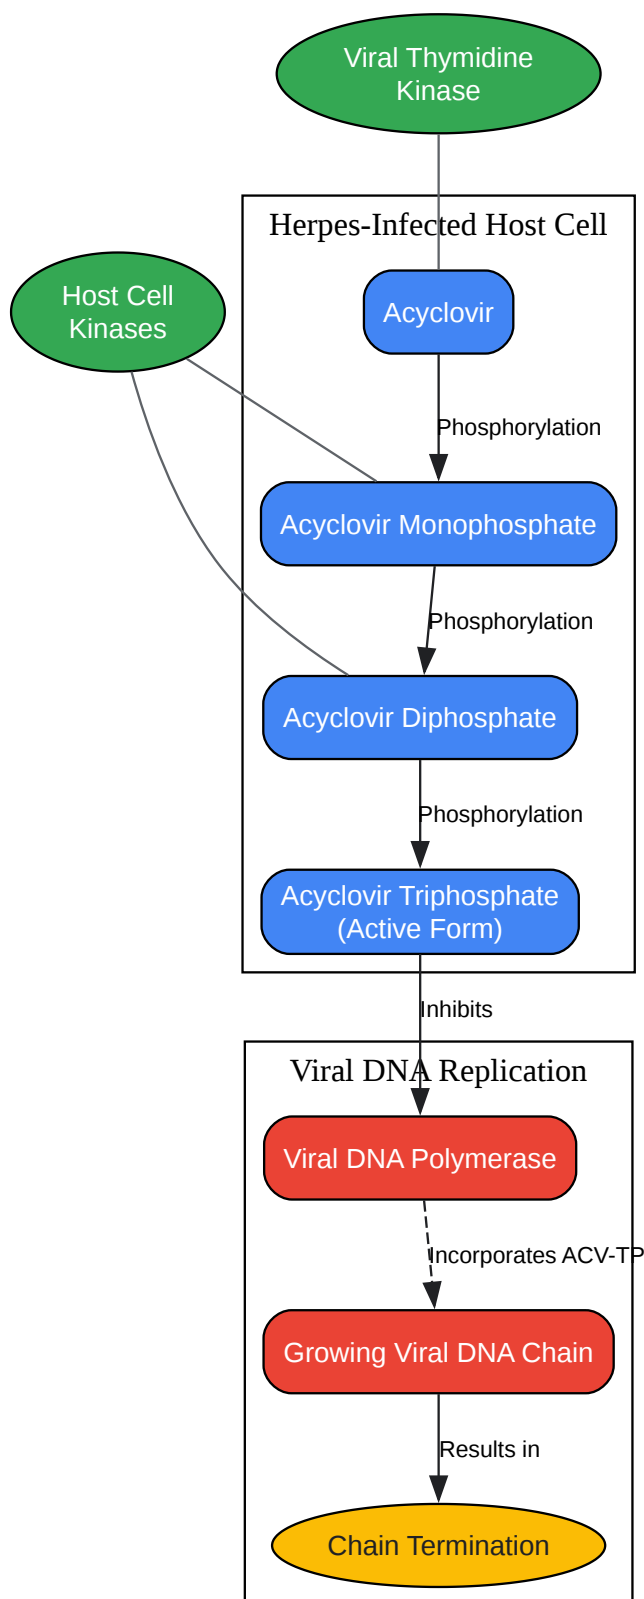 Viral Thymidine
Kinase
Herpes-Infected Host Cell
Host Cell
Kinases
Acyclovir
Phosphorylation
Acyclovir Monophosphate
Phosphorylation
Acyclovir Diphosphate
Phosphorylation
Acyclovir Triphosphate
(Active Form)
Inhibits
Viral DNA Replication
Viral DNA Polymerase
Incorporates ACV-TP
Growing Viral DNA Chain
Results in
Chain Termination